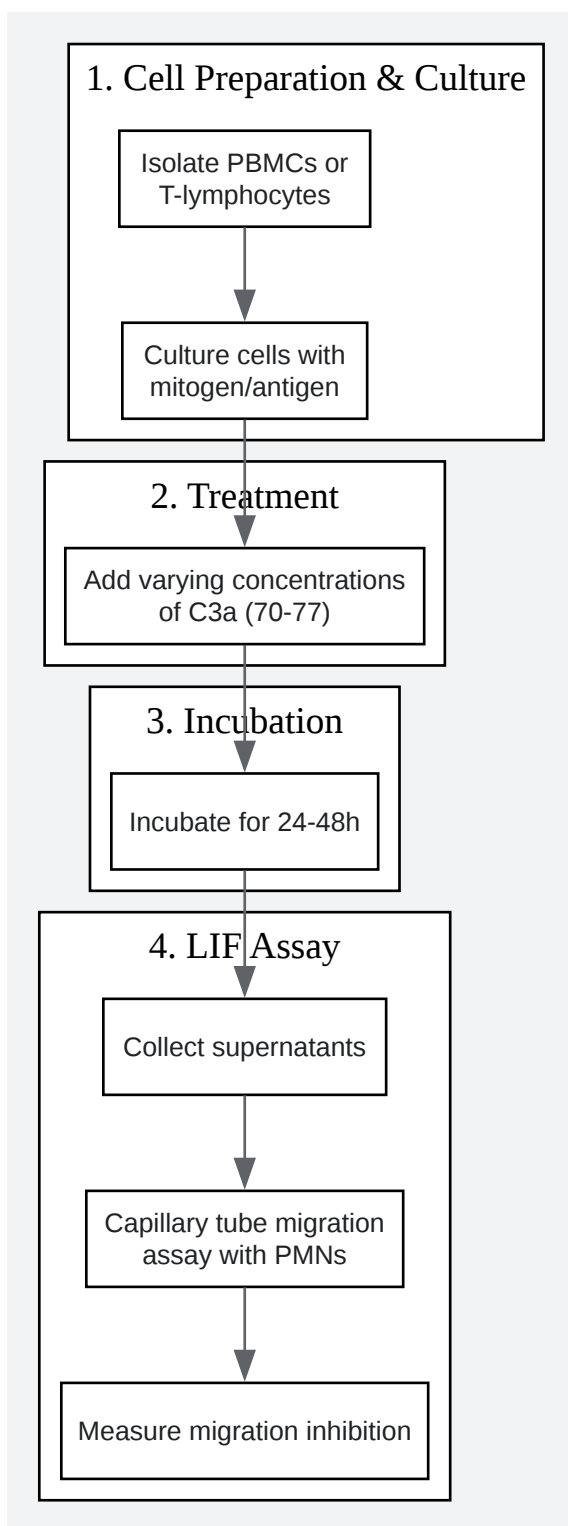 1. Cell Preparation & Culture
Isolate PBMCs or
T-lymphocytes
Culture cells with
mitogen/antigen
2. Treatment
Add varying concentrations
of C3a (70-77)
3. Incubation
Incubate for 24-48h
4. LIF Assay
Collect supernatants
Capillary tube migration
assay with PMNs
Measure migration inhibition